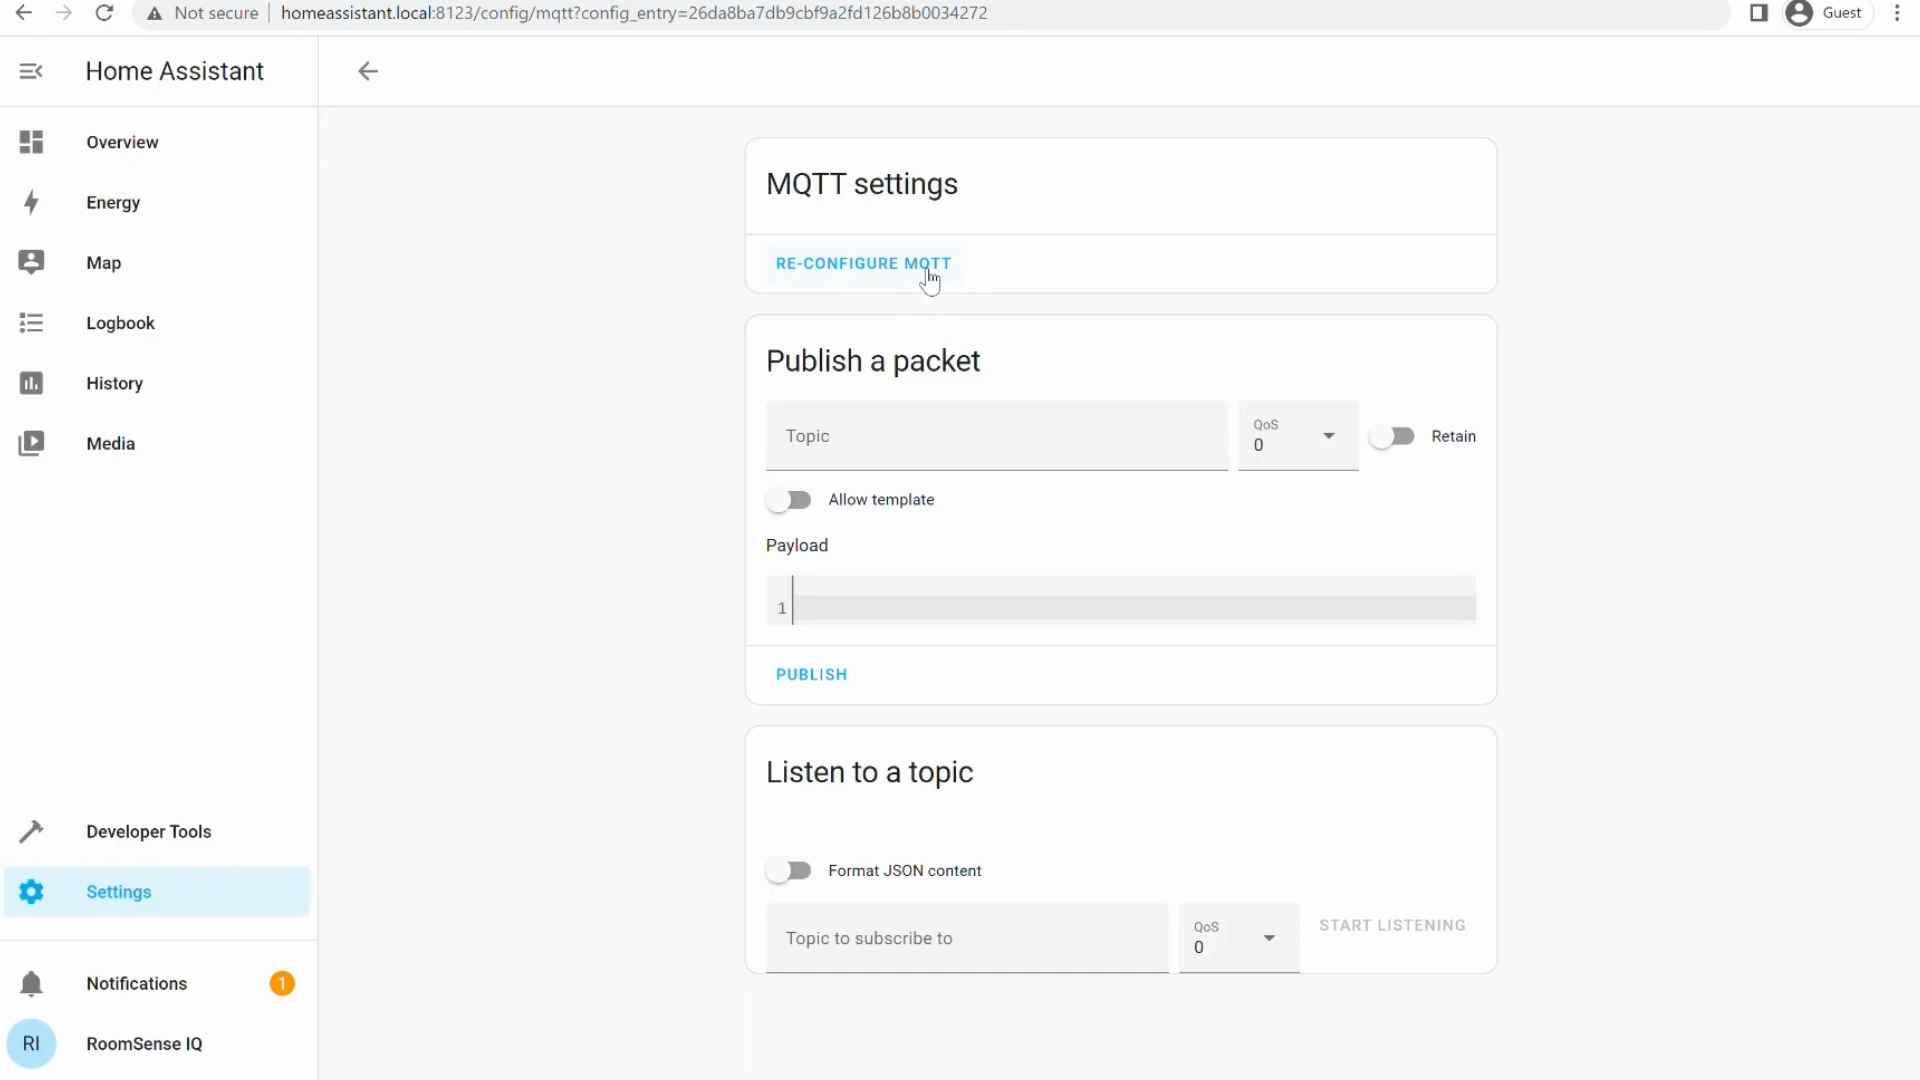 Not secure
homeassistant.local:8123/config/mqtt?config_entry=26da8ba7db9cbf9a2fd126b8b0034272
Guest
Home Assistant
Overview
Energy
Map
Logbook
History
Media
Developer Tools
Settings
Notifications
1
RI
RoomSense IQ
MQTT settings
RE-CONFIGURE MQTT
Publish a packet
Topic
QoS
0
Retain
Allow template
Payload
1
PUBLISH
Listen to a topic
Format JSON content
Topic to subscribe to
QoS
0
START LISTENING